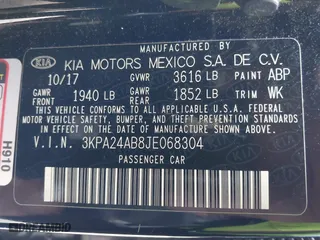 MANUFACTURED BY
KIA KIA MOTORS MEXICO S.A. DE C.V.
10/17 GVWR 3616 LB PAINT ABP
GAWR FRONT 1940 LB GAWR REAR 1852 LB TRIM WK
THIS VEHICLE CONFORMS TO ALL APPLICABLE U.S.A. FEDERAL
MOTOR VEHICLE SAFETY, BUMPER, AND THEFT PREVENTION
STANDARDS IN EFFECT ON THE DATE OF MANUFACTURE SHOWN ABOVE.
V.I.N. 3KPA24AB8JE068304
PASSENGER CAR
H910